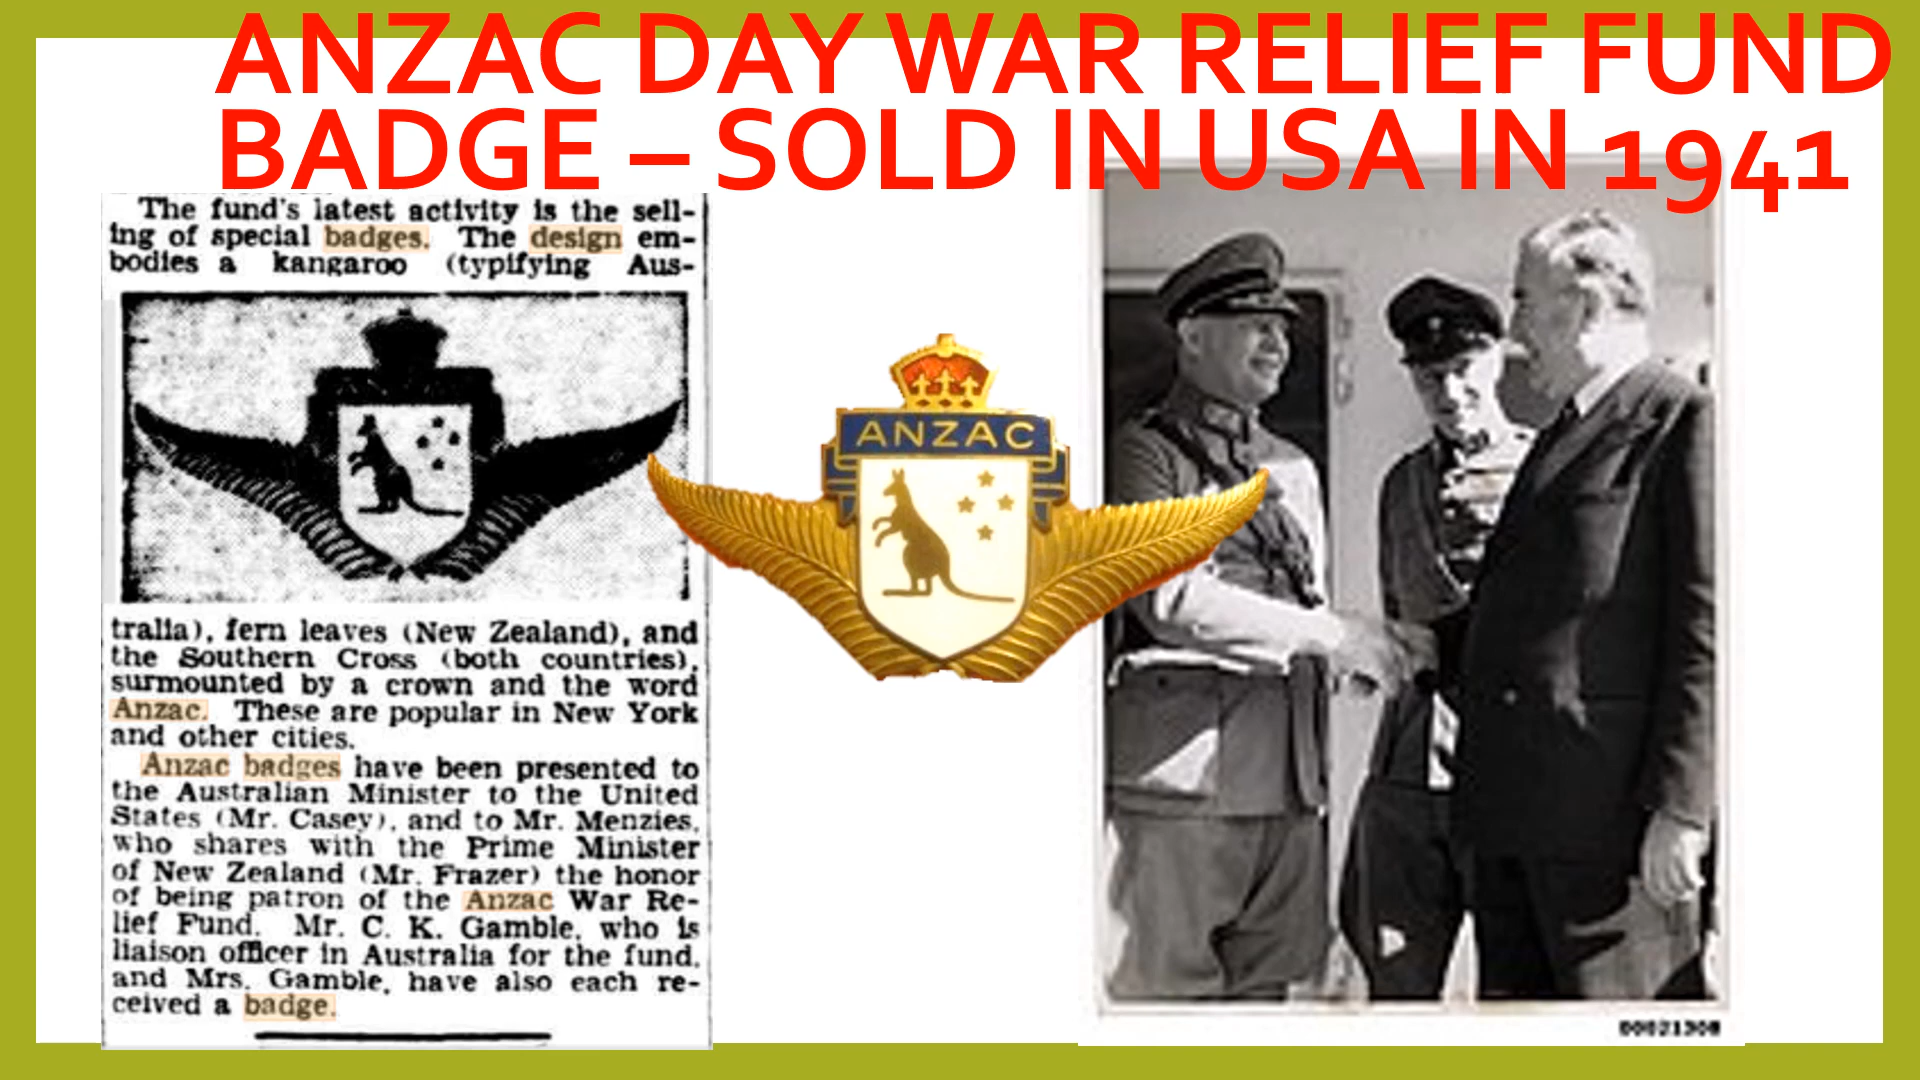 ANZAC DAY WAR RELIEF FUND
BADGE – SOLD IN USA IN 1941
The fund's latest activity is the sell-
ing of special badges. The design em-
bodies a kangaroo (typifying Aus-
tralia), fern leaves (New Zealand), and
the Southern Cross (both countries),
surmounted by a crown and the word
Anzac. These are popular in New York
and other cities.
Anzac badges have been presented to
the Australian Minister to the United
States (Mr. Casey), and to Mr. Menzies,
who shares with the Prime Minister
of New Zealand (Mr. Frazer) the honor
of being patron of the Anzac War Re-
lief Fund. Mr. C. K. Gamble, who is
liaison officer in Australia for the fund,
and Mrs. Gamble, have also each re-
ceived a badge.
ANZAC